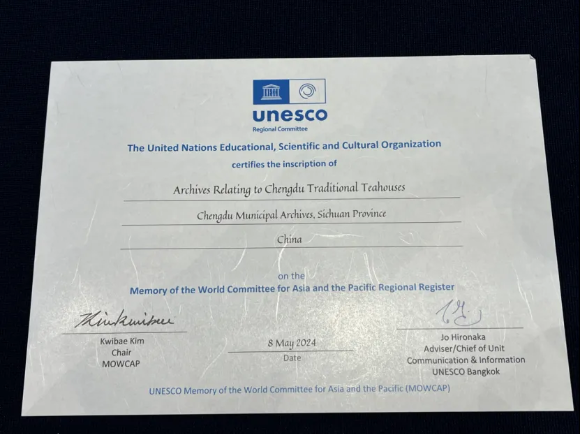 unesco
Regional Committee
The United Nations Educational, Scientific and Cultural Organization
certifies the inscription of
Archives Relating to Chengdu Traditional Teahouses
Chengdu Municipal Archives, Sichuan Province
China
on the
Memory of the World Committee for Asia and the Pacific Regional Register
Kwibae Kim
Chair
MOWCAP
8 May 2024
Date
Jo Hironaka
Adviser/Chief of Unit
Communication & Information
UNESCO Bangkok
UNESCO Memory of the World Committee for Asia and the Pacific (MOWCAP)